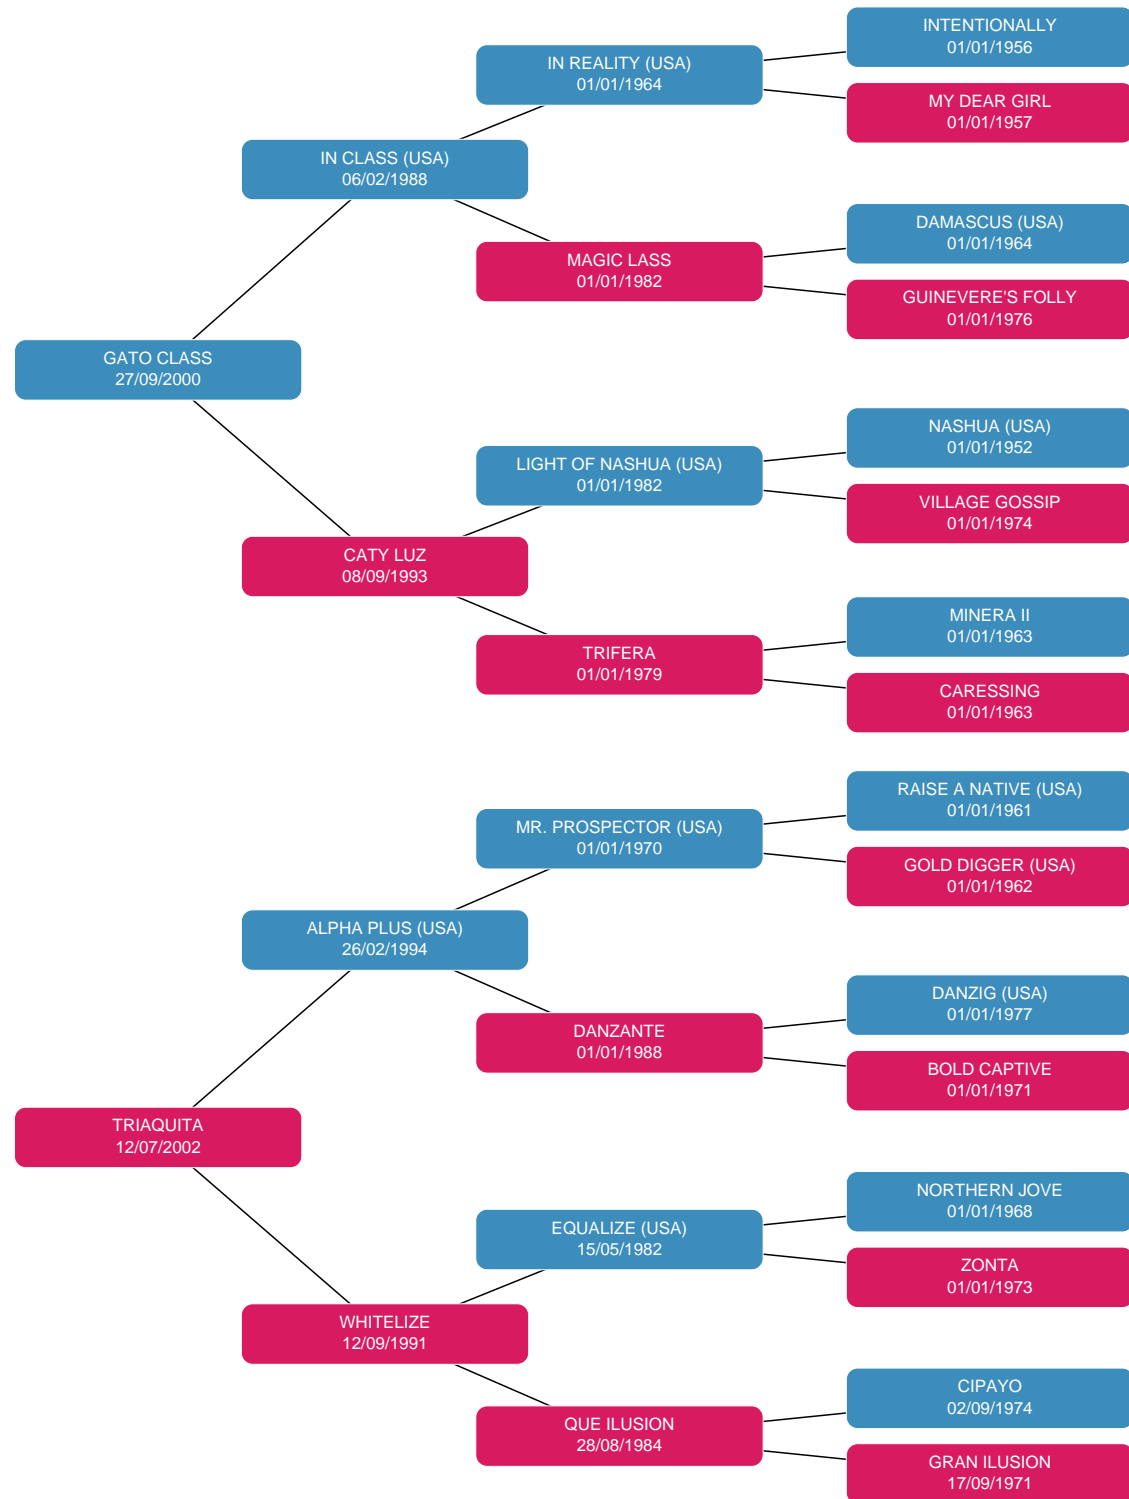 INTENTIONALLY
01/01/1956
IN REALITY (USA)
01/01/1964
MY DEAR GIRL
01/01/1957
IN CLASS (USA)
06/02/1988
DAMASCUS (USA)
01/01/1964
MAGIC LASS
01/01/1982
GUINEVERE'S FOLLY
01/01/1976
GATO CLASS
27/09/2000
NASHUA (USA)
01/01/1952
LIGHT OF NASHUA (USA)
01/01/1982
VILLAGE GOSSIP
01/01/1974
CATY LUZ
08/09/1993
MINERA II
01/01/1963
TRIFERA
01/01/1979
CARESSING
01/01/1963
RAISE A NATIVE (USA)
01/01/1961
MR. PROSPECTOR (USA)
01/01/1970
GOLD DIGGER (USA)
01/01/1962
ALPHA PLUS (USA)
26/02/1994
DANZIG (USA)
01/01/1977
DANZANTE
01/01/1988
BOLD CAPTIVE
01/01/1971
TRIAQUITA
12/07/2002
NORTHERN JOVE
01/01/1968
EQUALIZE (USA)
15/05/1982
ZONTA
01/01/1973
WHITELIZE
12/09/1991
CIPAYO
02/09/1974
QUE ILUSION
28/08/1984
GRAN ILUSION
17/09/1971